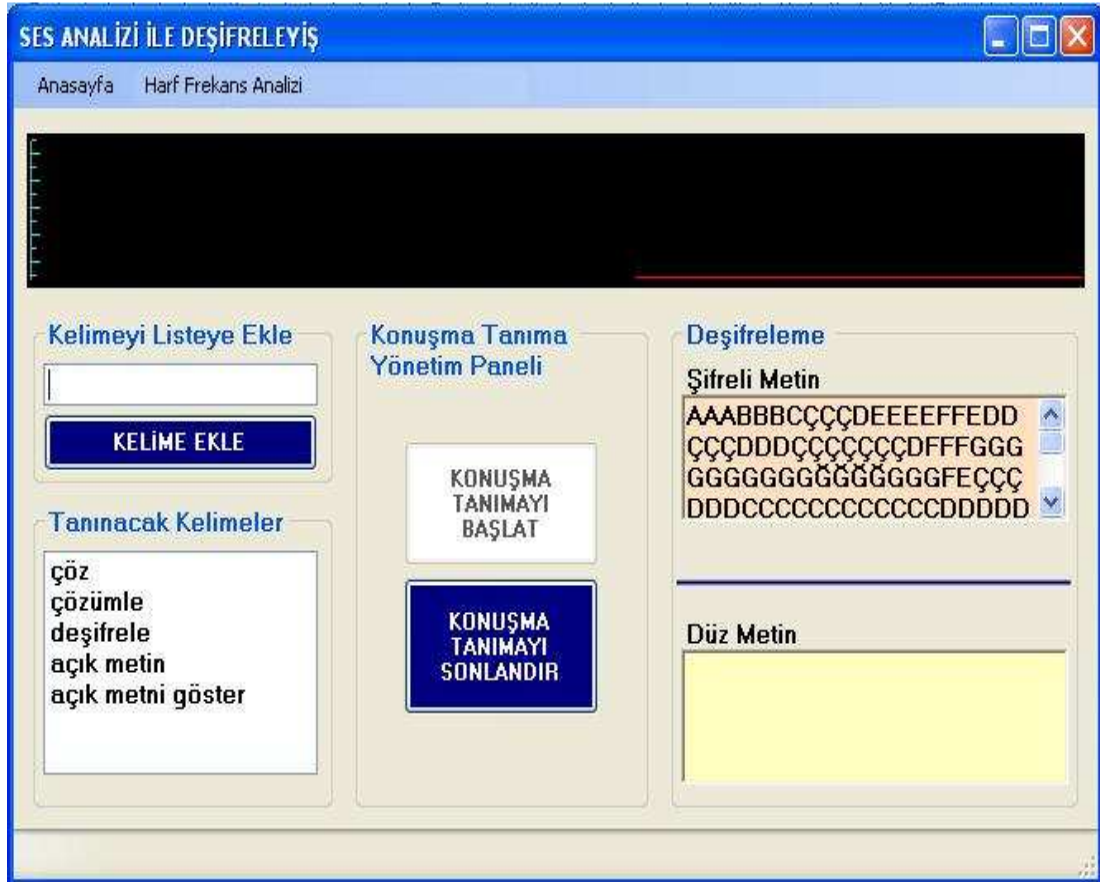 SES ANALİZİ İLE DEŞİFRELEYİŞ
Anasayfa Harf Frekans Analizi
Kelimeyi Listeye Ekle
KELİME EKLE
Tanınacak Kelimeler
çöz
çözümle
deşifrele
açık metin
açık metni göster
Konuşma Tanıma
Yönetim Paneli
KONUŞMA
TANIMAYI
BAŞLAT
KONUŞMA
TANIMAYI
SONLANDIR
Deşifreleme
Şifreli Metin
AAABBBCÇÇÇDEEEEFFEDD
ÇÇÇDDDÇÇÇÇÇÇÇDFFFGGG
GGGGGGGĞĞĞĞĞGGGFEÇÇÇ
DDDCCCCCCCCCCCCCDDDDD
Düz Metin